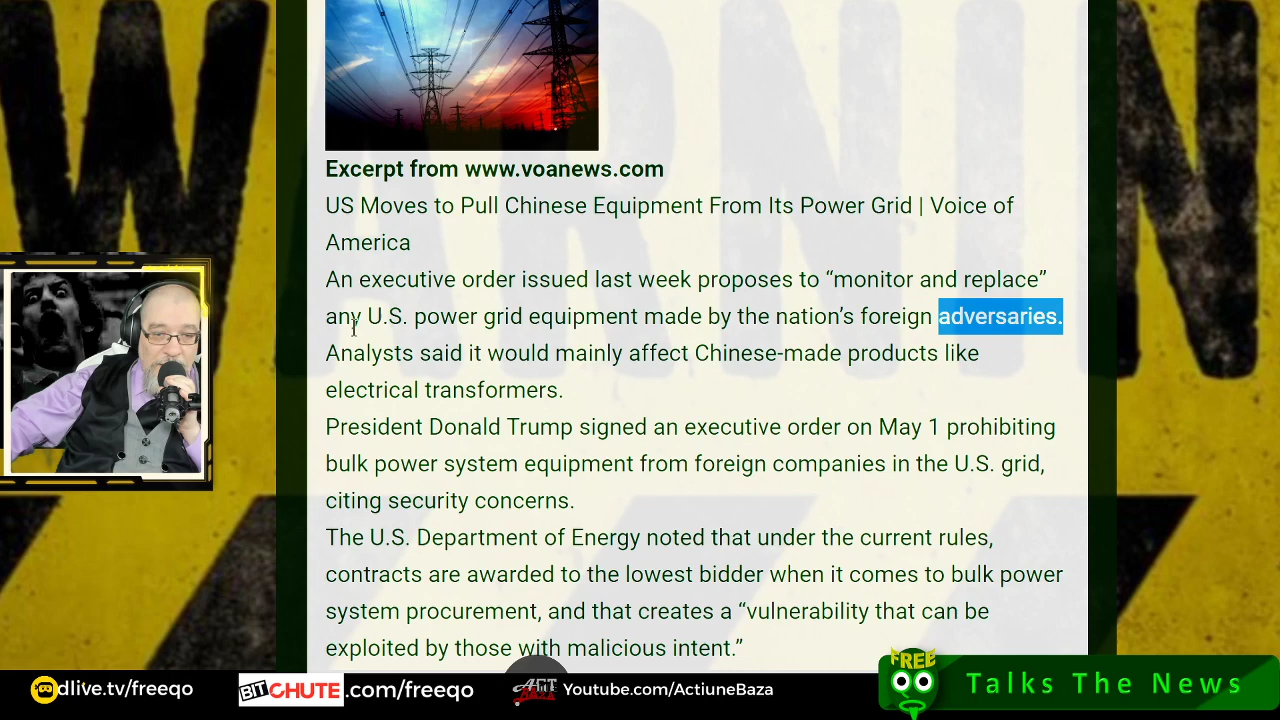 WARNING
Excerpt from www.voanews.com
US Moves to Pull Chinese Equipment From Its Power Grid | Voice of
America
An executive order issued last week proposes to “monitor and replace”
any U.S. power grid equipment made by the nation’s foreign adversaries.
Analysts said it would mainly affect Chinese-made products like
electrical transformers.
President Donald Trump signed an executive order on May 1 prohibiting
bulk power system equipment from foreign companies in the U.S. grid,
citing security concerns.
The U.S. Department of Energy noted that under the current rules,
contracts are awarded to the lowest bidder when it comes to bulk power
system procurement, and that creates a “vulnerability that can be
exploited by those with malicious intent.”
dlive.tv/freeqo
BITCHUTE.com/freeqo
Youtube.com/ActiuneBaza
FREE
Talks The News